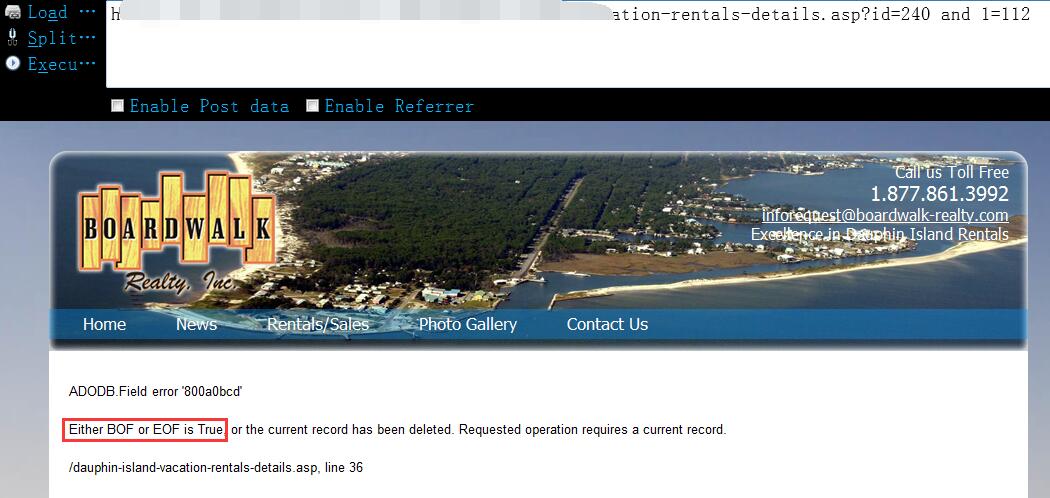 Load ···
Split···
Execu···
H
ation-rentals-details.asp?id=240 and 1=112
Enable Post data
Enable Referrer
BOARDWALK
Realty, Inc.
Call us Toll Free
1.877.861.3992
inforequest@boardwalk-realty.com
Excellence in Dauphin Island Rentals
Home
News
Rentals/Sales
Photo Gallery
Contact Us
ADODB.Field error '800a0bcd'
Either BOF or EOF is True, or the current record has been deleted. Requested operation requires a current record.
/dauphin-island-vacation-rentals-details.asp, line 36